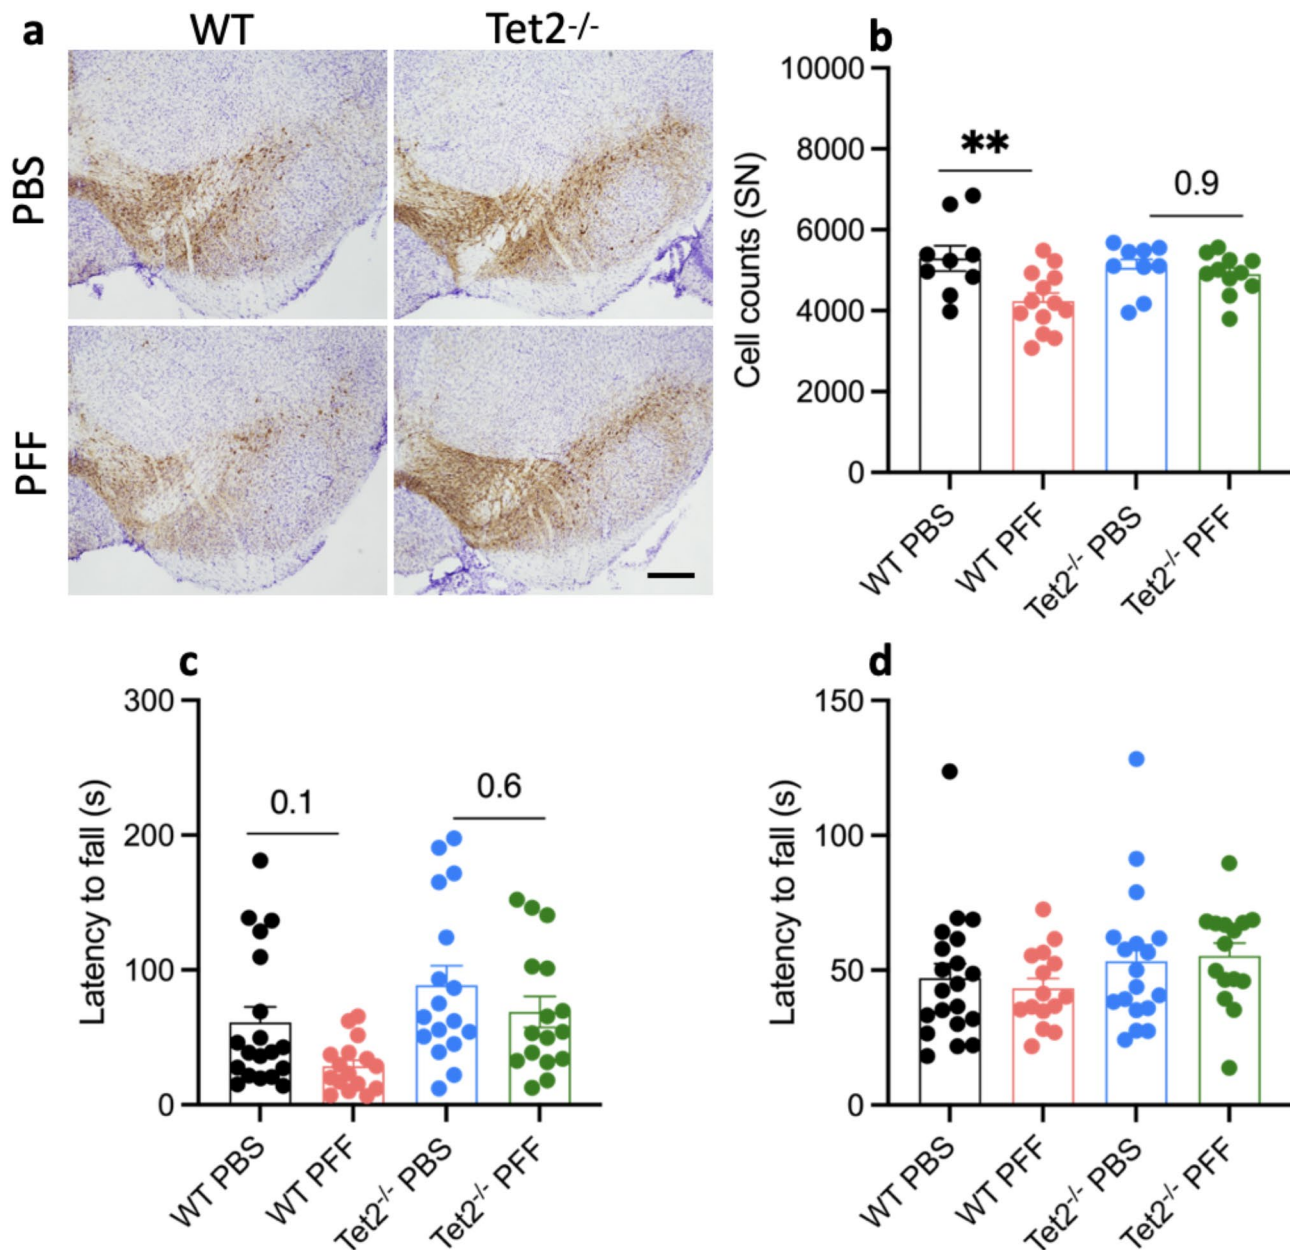 a
WT Tet2-/-
PBS
PFF
b
Cell counts (SN)
10000
8000
6000
4000
2000
0
**
0.9
WT PBS
WT PFF
Tet2-/- PBS
Tet2-/- PFF
c
Latency to fall (s)
300
200
100
0
0.1
0.6
WT PBS
WT PFF
Tet2-/- PBS
Tet2-/- PFF
d
Latency to fall (s)
150
100
50
0
WT PBS
WT PFF
Tet2-/- PBS
Tet2-/- PFF